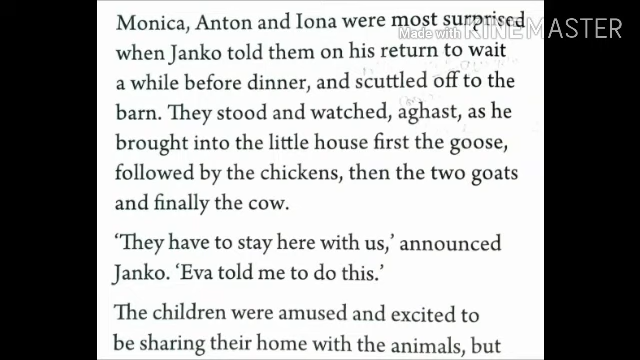 Made with KINEMASTER
Monica, Anton and Iona were most surprised
when Janko told them on his return to wait
a while before dinner, and scuttled off to the
barn. They stood and watched, aghast, as he
brought into the little house first the goose,
followed by the chickens, then the two goats
and finally the cow.
‘They have to stay here with us,’ announced
Janko. ‘Eva told me to do this.’
The children were amused and excited to
be sharing their home with the animals, but